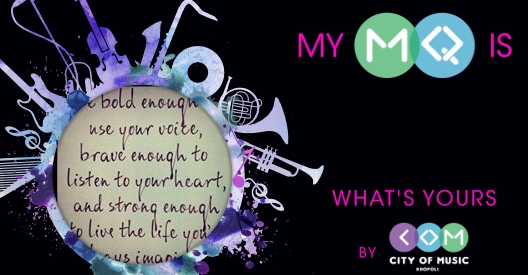 MY MQ IS
e bold enough
use your voice,
brave enough to
listen to your heart,
and strong enough
to live the life you
WHAT'S YOURS
BY COM
CITY OF MUSIC
KHOPOLI